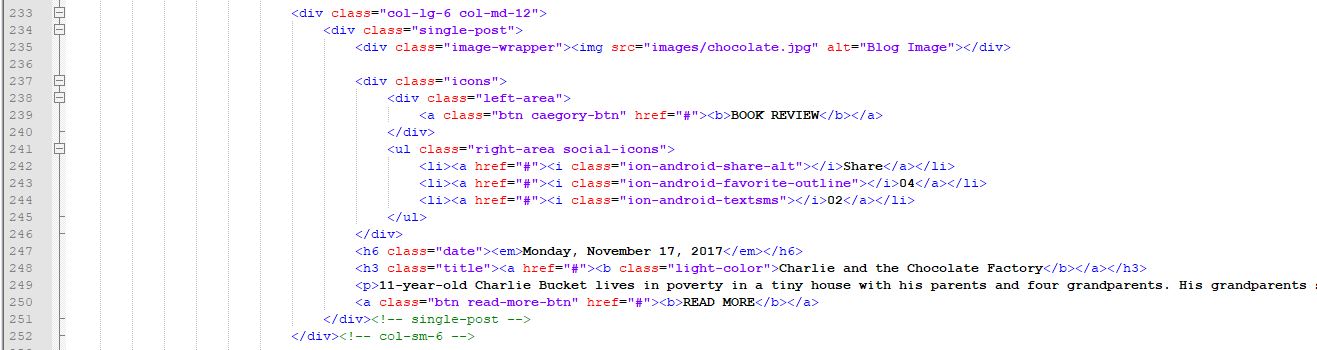 233 <div class="col-lg-6 col-md-12">
234 <div class="single-post">
235 <div class="image-wrapper"><img src="images/chocolate.jpg" alt="Blog Image"></div>
236
237 <div class="icons">
238 <div class="left-area">
239 <a class="btn caegory-btn" href="#"><b>BOOK REVIEW</b></a>
240 </div>
241 <ul class="right-area social-icons">
242 <li><a href="#"><i class="ion-android-share-alt"></i>Share</a></li>
243 <li><a href="#"><i class="ion-android-favorite-outline"></i>04</a></li>
244 <li><a href="#"><i class="ion-android-textsms"></i>02</a></li>
245 </ul>
246 </div>
247 <h6 class="date"><em>Monday, November 17, 2017</em></h6>
248 <h3 class="title"><a href="#"><b class="light-color">Charlie and the Chocolate Factory</b></a></h3>
249 <p>11-year-old Charlie Bucket lives in poverty in a tiny house with his parents and four grandparents. His grandparents
250 <a class="btn read-more-btn" href="#"><b>READ MORE</b></a>
251 </div><!-- single-post -->
252 </div><!-- col-sm-6 -->